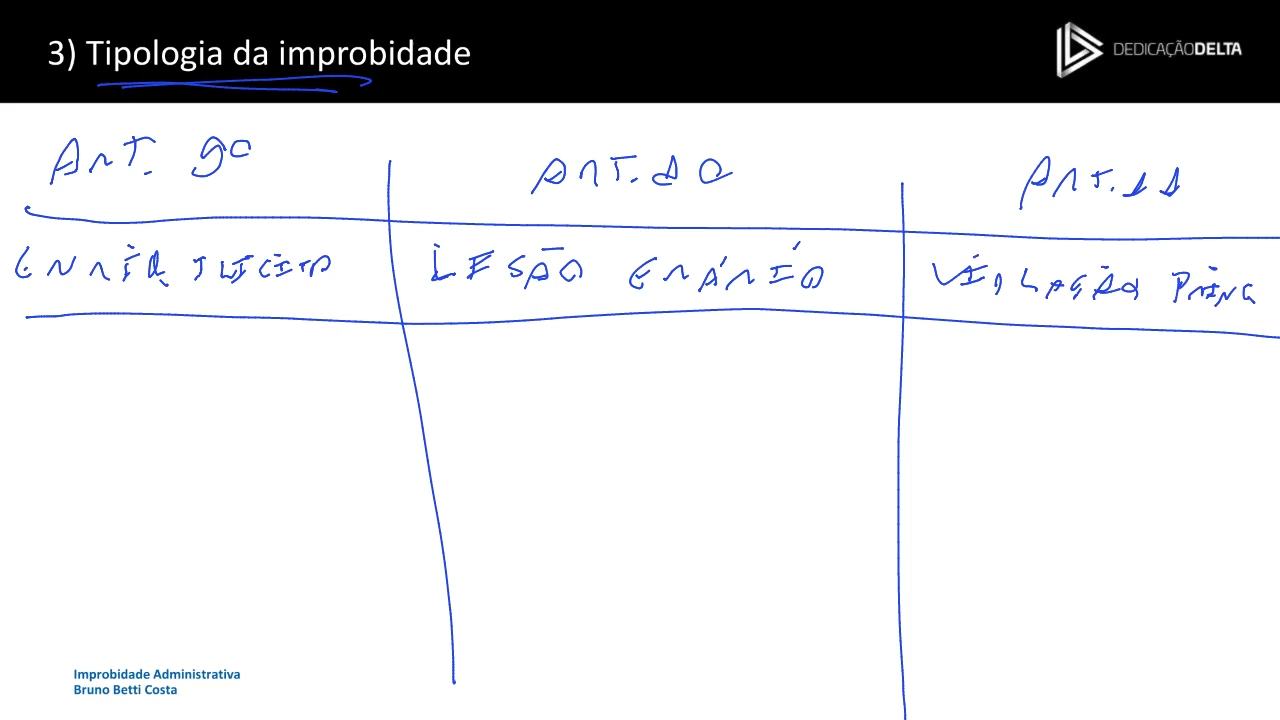 3) Tipologia da improbidade
DEDICAÇÃODELTA
ART. 9º
ART. 10
ART. 11
ENRIQ ILICITO
LESÃO ERÁRIO
VIOLAÇÃO PRINC
Improbidade Administrativa
Bruno Betti Costa